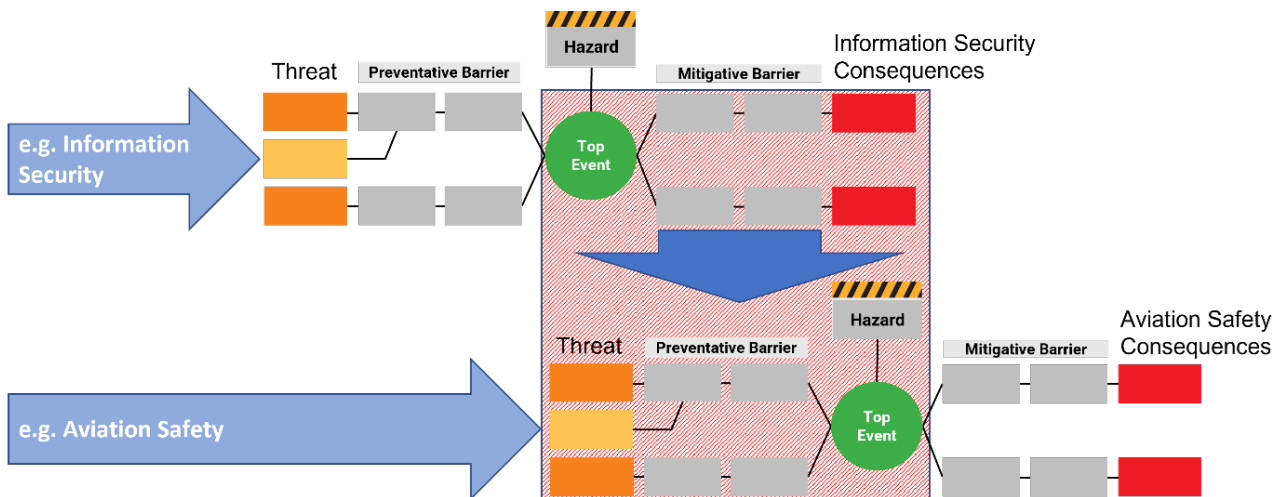 Hazard
Information Security
Consequences
Threat
Preventative Barrier
Mitigative Barrier
e.g. Information
Security
Top
Event
Hazard
Aviation Safety
Consequences
Threat
Preventative Barrier
Mitigative Barrier
e.g. Aviation Safety
Top
Event